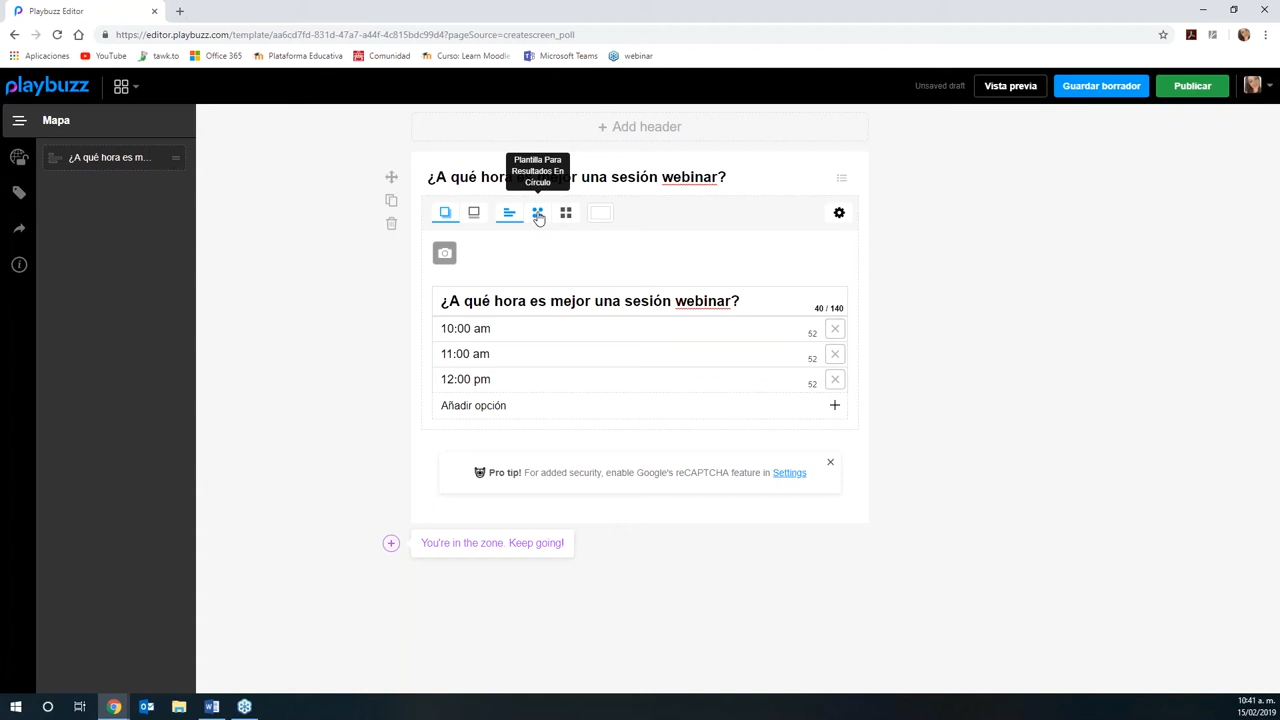 Playbuzz Editor
https://editor.playbuzz.com/template/aa6cd7fd-831d-47a7-a44f-4c815bdc99d4?pageSource=createscreen_poll
Aplicaciones YouTube tawk.to Office 365 Plataforma Educativa Comunidad Curso: Learn Moodle Microsoft Teams webinar
playbuzz
Unsaved draft Vista previa Guardar borrador Publicar
Mapa
¿A qué hora es m...
+ Add header
Plantilla Para
Resultados En
Círculo
¿A qué hora es mejor una sesión webinar?
¿A qué hora es mejor una sesión webinar?
40 / 140
10:00 am
52
11:00 am
52
12:00 pm
52
Añadir opción
Pro tip! For added security, enable Google's reCAPTCHA feature in Settings
You're in the zone. Keep going!
10:41 a. m.
15/02/2019